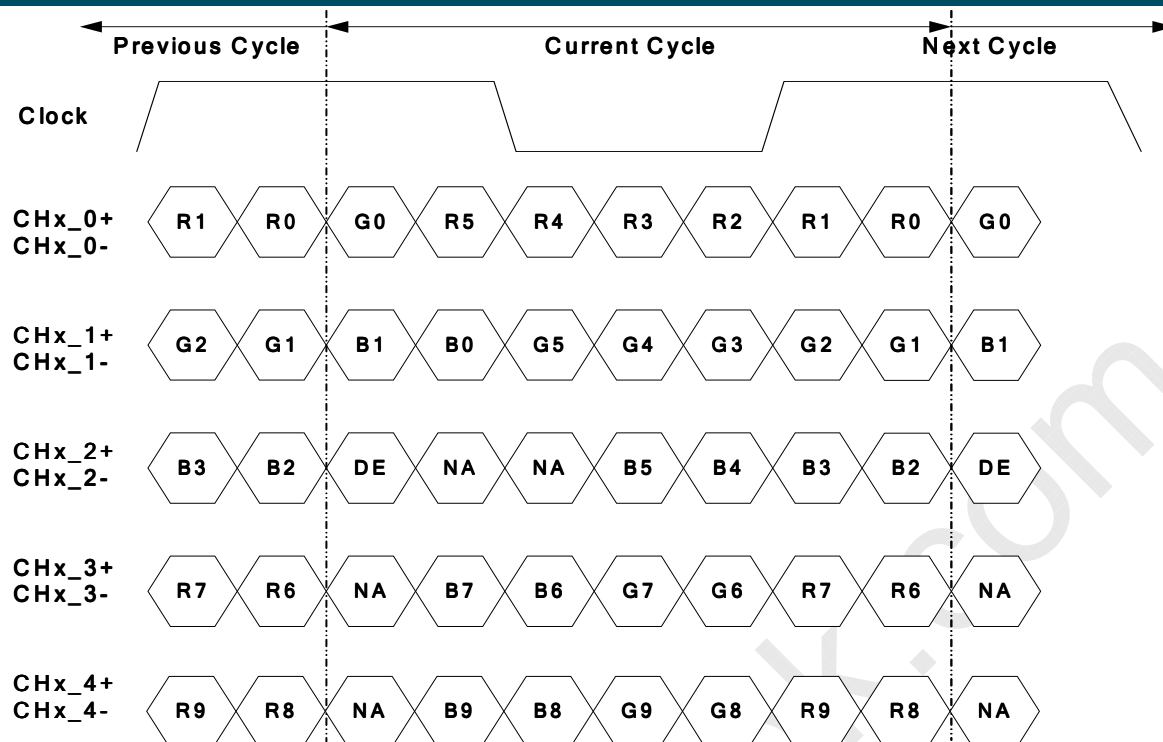 Previous Cycle Current Cycle Next Cycle
Clock
CHx_0+
CHx_0-
R1 R0 G0 R5 R4 R3 R2 R1 R0 G0
CHx_1+
CHx_1-
G2 G1 B1 B0 G5 G4 G3 G2 G1 B1
CHx_2+
CHx_2-
B3 B2 DE NA NA B5 B4 B3 B2 DE
CHx_3+
CHx_3-
R7 R6 NA B7 B6 G7 G6 R7 R6 NA
CHx_4+
CHx_4-
R9 R8 NA B9 B8 G9 G8 R9 R8 NA
k.com